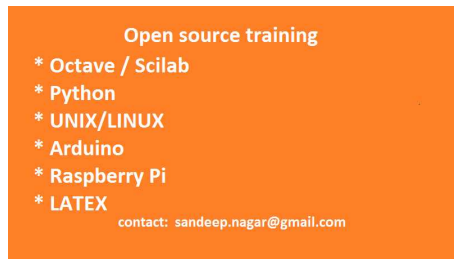 Open source training
* Octave / Scilab
* Python
* UNIX/LINUX
* Arduino
* Raspberry Pi
* LATEX
contact: sandeep.nagar@gmail.com